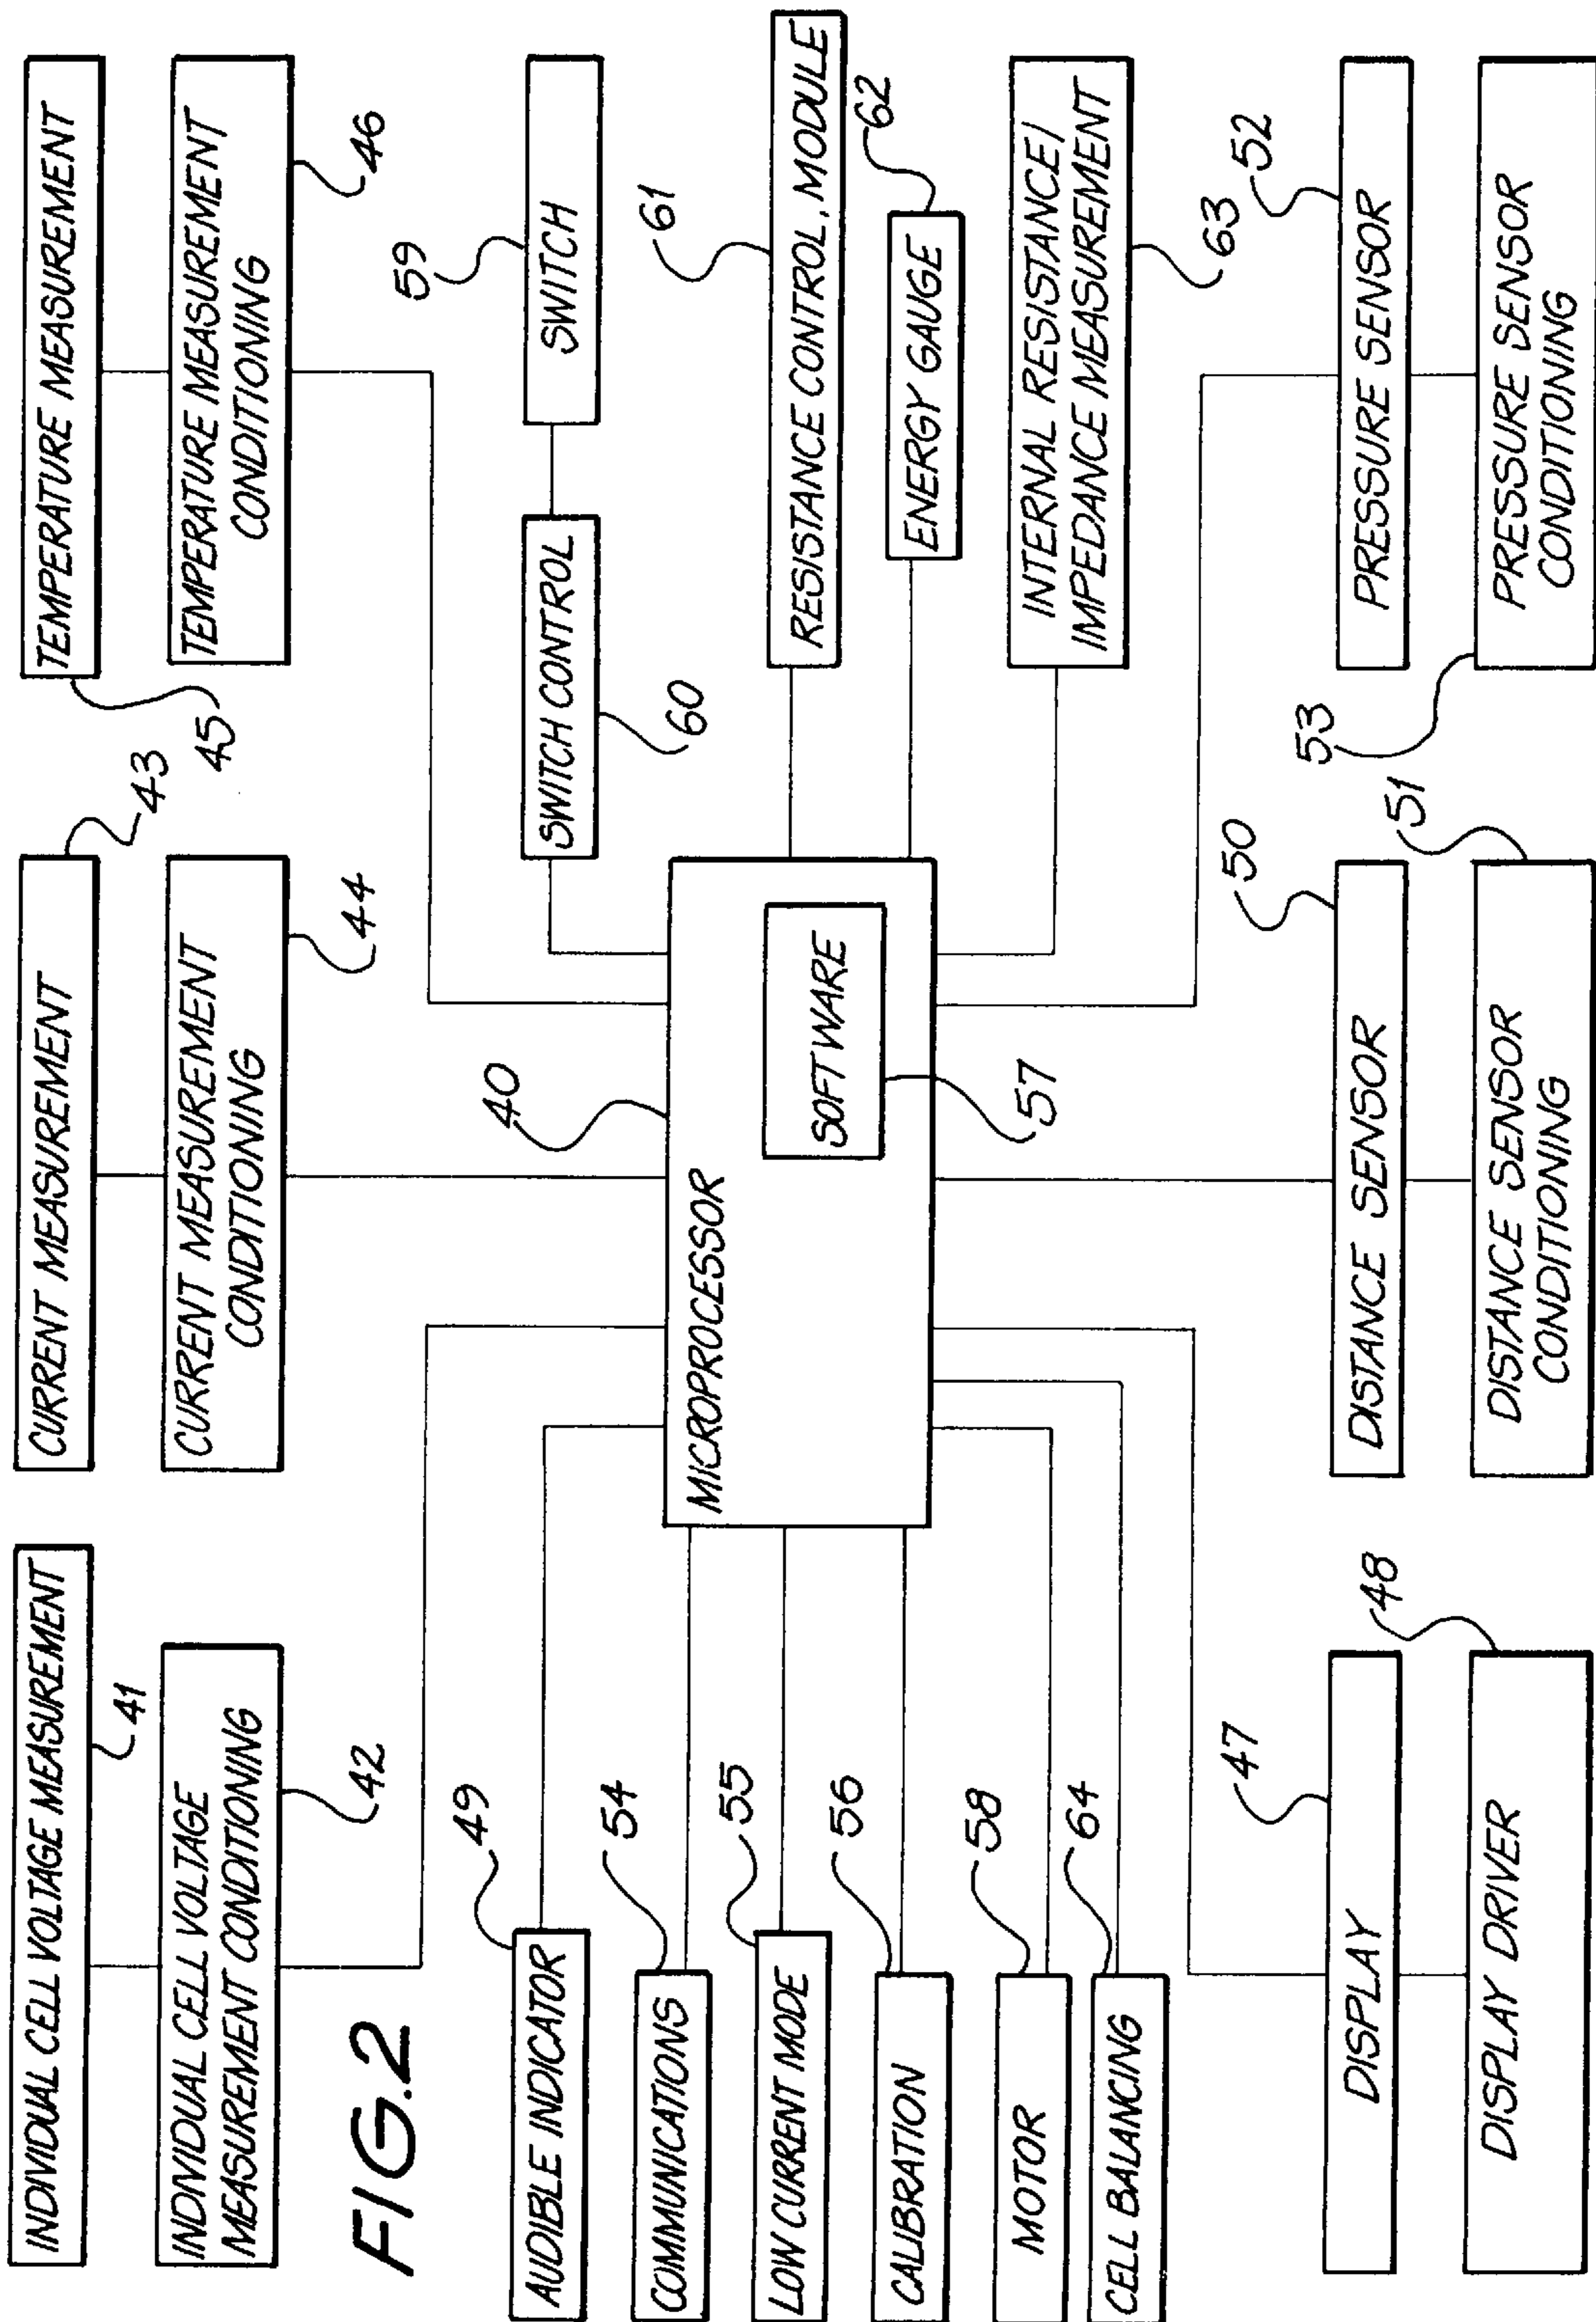 INDIVIDUAL CELL VOLTAGE MEASUREMENT
41
INDIVIDUAL CELL VOLTAGE
MEASUREMENT CONDITIONING
42
CURRENT MEASUREMENT
43
CURRENT MEASUREMENT
CONDITIONING
44
TEMPERATURE MEASUREMENT
45
TEMPERATURE MEASUREMENT
CONDITIONING
46
FIG.2
AUDIBLE INDICATOR
49
COMMUNICATIONS
54
LOW CURRENT MODE
55
CALIBRATION
56
MOTOR
58
CELL BALANCING
64
40
MICROPROCESSOR
SOFTWARE
57
SWITCH CONTROL
60
SWITCH
59
RESISTANCE CONTROL, MODULE
61
ENERGY GAUGE
62
INTERNAL RESISTANCE/
IMPEDANCE MEASUREMENT
63
DISPLAY
47
DISPLAY DRIVER
48
DISTANCE SENSOR
50
DISTANCE SENSOR
CONDITIONING
51
PRESSURE SENSOR
52
PRESSURE SENSOR
CONDITIONING
53